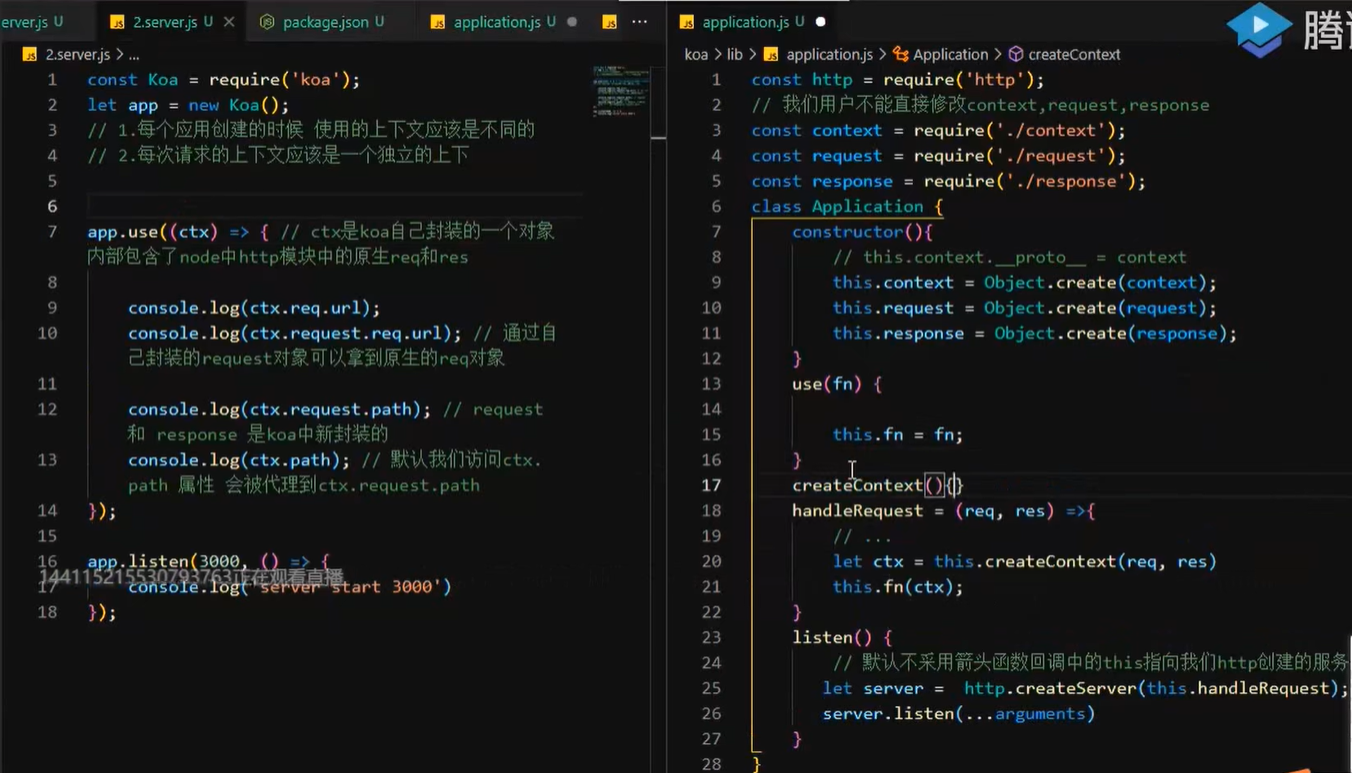 erver.js U
2.server.js U
package.json U
application.js U
application.js U
腾
2.server.js > ...
koa > lib > application.js > Application > createContext
1 const Koa = require('koa');
2 let app = new Koa();
3 // 1.每个应用创建的时候 使用的上下文应该是不同的
4 // 2.每次请求的上下文应该是一个独立的上下
5
6
7 app.use((ctx) => { // ctx是koa自己封装的一个对象
内部包含了node中http模块中的原生req和res
8
9 console.log(ctx.req.url);
10 console.log(ctx.request.req.url); // 通过自
己封装的request对象可以拿到原生的req对象
11
12 console.log(ctx.request.path); // request
和 response 是koa中新封装的
13 console.log(ctx.path); // 默认我们访问ctx.
path 属性 会被代理到ctx.request.path
14 });
15
16 app.listen(3000, () => {
144115215530793763正在观看直播
17 console.log('server start 3000')
18 });
1 const http = require('http');
2 // 我们用户不能直接修改context,request,response
3 const context = require('./context');
4 const request = require('./request');
5 const response = require('./response');
6 class Application {
7 constructor(){
8 // this.context.__proto__ = context
9 this.context = Object.create(context);
10 this.request = Object.create(request);
11 this.response = Object.create(response);
12 }
13 use(fn) {
14
15 this.fn = fn;
16 }
17 createContext(){}
18 handleRequest = (req, res) =>{
19 // ...
20 let ctx = this.createContext(req, res)
21 this.fn(ctx);
22 }
23 listen() {
24 // 默认不采用箭头函数回调中的this指向我们http创建的服务
25 let server = http.createServer(this.handleRequest);
26 server.listen(...arguments)
27 }
28 }